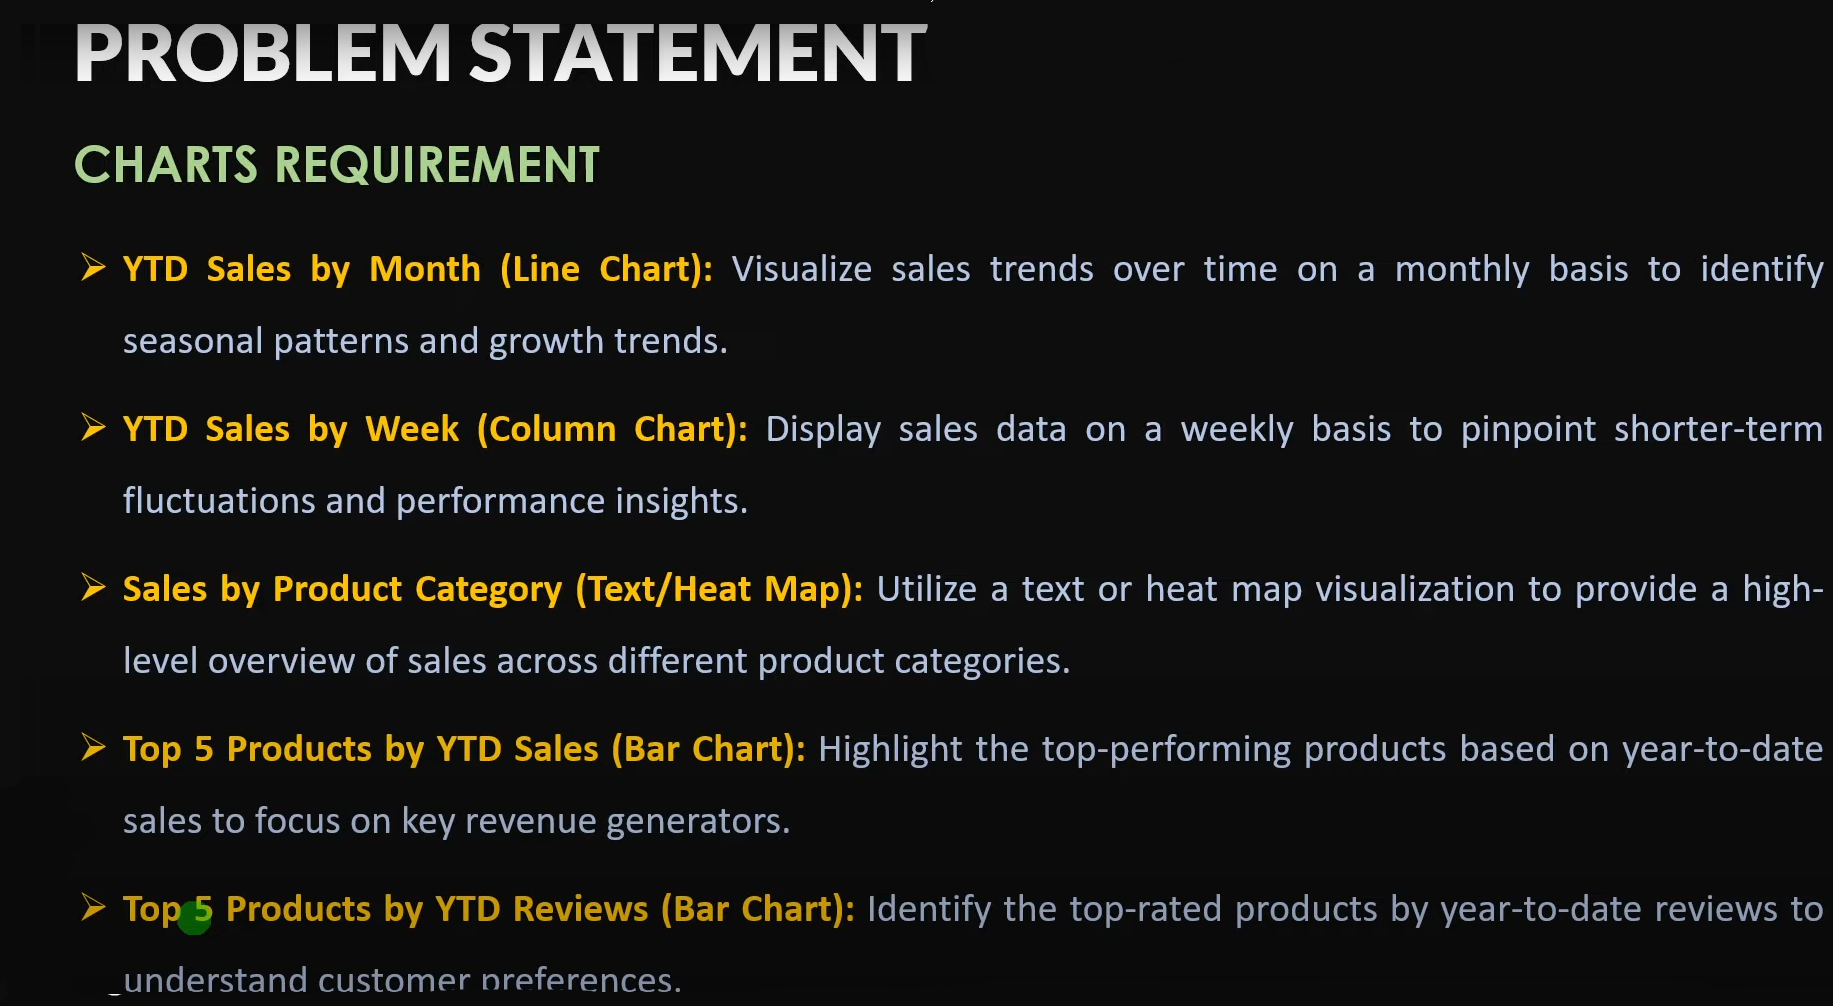 PROBLEM STATEMENT
CHARTS REQUIREMENT
➢ YTD Sales by Month (Line Chart): Visualize sales trends over time on a monthly basis to identify
seasonal patterns and growth trends.
➢ YTD Sales by Week (Column Chart): Display sales data on a weekly basis to pinpoint shorter-term
fluctuations and performance insights.
➢ Sales by Product Category (Text/Heat Map): Utilize a text or heat map visualization to provide a high-
level overview of sales across different product categories.
➢ Top 5 Products by YTD Sales (Bar Chart): Highlight the top-performing products based on year-to-date
sales to focus on key revenue generators.
➢ Top 5 Products by YTD Reviews (Bar Chart): Identify the top-rated products by year-to-date reviews to
understand customer preferences.